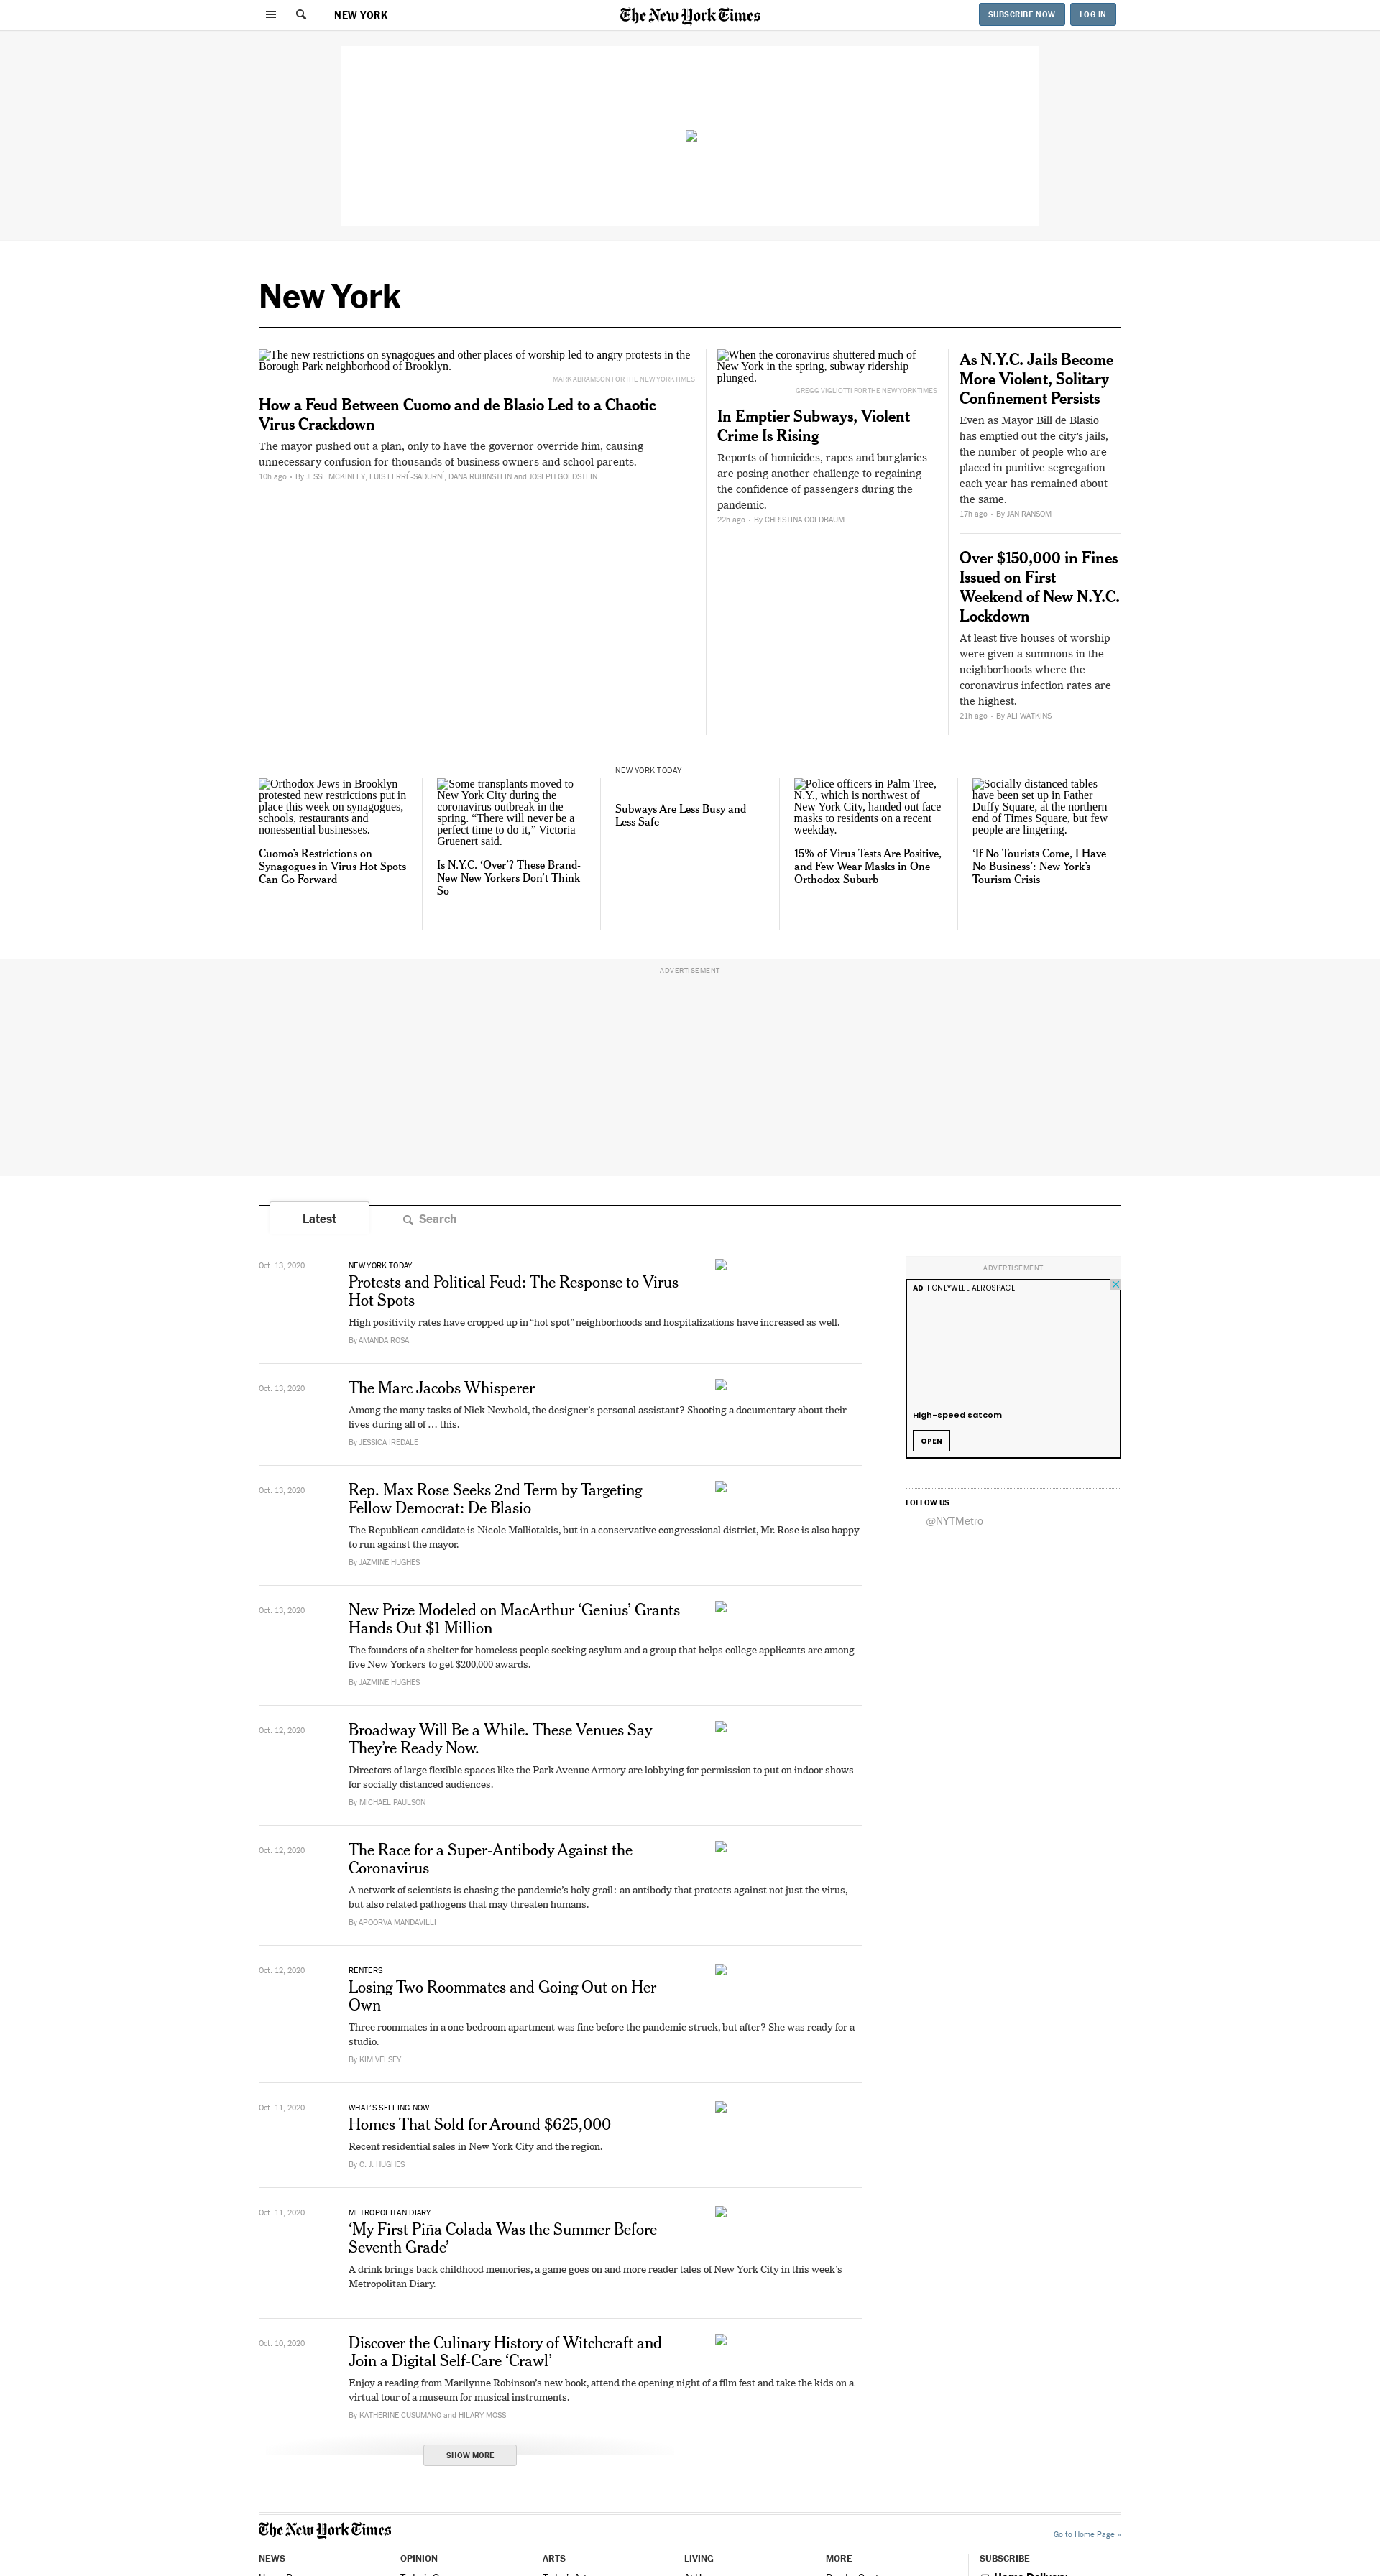 NEW YORK
The New York Times
SUBSCRIBE NOW
LOG IN
New York
The new restrictions on synagogues and other places of worship led to angry protests in the
Borough Park neighborhood of Brooklyn.
MARK ABRAMSON FOR THE NEW YORK TIMES
How a Feud Between Cuomo and de Blasio Led to a Chaotic
Virus Crackdown
The mayor pushed out a plan, only to have the governor override him, causing
unnecessary confusion for thousands of business owners and school parents.
10h ago • By JESSE MCKINLEY, LUIS FERRÉ-SADURNÍ, DANA RUBINSTEIN and JOSEPH GOLDSTEIN
When the coronavirus shuttered much of
New York in the spring, subway ridership
plunged.
GREGG VIGLIOTTI FOR THE NEW YORK TIMES
In Emptier Subways, Violent
Crime Is Rising
Reports of homicides, rapes and burglaries
are posing another challenge to regaining
the confidence of passengers during the
pandemic.
22h ago • By CHRISTINA GOLDBAUM
As N.Y.C. Jails Become
More Violent, Solitary
Confinement Persists
Even as Mayor Bill de Blasio
has emptied out the city's jails,
the number of people who are
placed in punitive segregation
each year has remained about
the same.
17h ago • By JAN RANSOM
Over $150,000 in Fines
Issued on First
Weekend of New N.Y.C.
Lockdown
At least five houses of worship
were given a summons in the
neighborhoods where the
coronavirus infection rates are
the highest.
21h ago • By ALI WATKINS
Orthodox Jews in Brooklyn
protested new restrictions put in
place this week on synagogues,
schools, restaurants and
nonessential businesses.
Cuomo’s Restrictions on
Synagogues in Virus Hot Spots
Can Go Forward
Some transplants moved to
New York City during the
coronavirus outbreak in the
spring. “There will never be a
perfect time to do it,” Victoria
Gruenert said.
Is N.Y.C. ‘Over’? These Brand-
New New Yorkers Don’t Think
So
NEW YORK TODAY
Subways Are Less Busy and
Less Safe
Police officers in Palm Tree,
N.Y., which is northwest of
New York City, handed out face
masks to residents on a recent
weekday.
15% of Virus Tests Are Positive,
and Few Wear Masks in One
Orthodox Suburb
Socially distanced tables
have been set up in Father
Duffy Square, at the northern
end of Times Square, but few
people are lingering.
‘If No Tourists Come, I Have
No Business’: New York’s
Tourism Crisis
ADVERTISEMENT
Latest
Search
Oct. 13, 2020
NEW YORK TODAY
Protests and Political Feud: The Response to Virus
Hot Spots
High positivity rates have cropped up in “hot spot” neighborhoods and hospitalizations have increased as well.
By AMANDA ROSA
Oct. 13, 2020
The Marc Jacobs Whisperer
Among the many tasks of Nick Newbold, the designer’s personal assistant? Shooting a documentary about their
lives during all of … this.
By JESSICA IREDALE
Oct. 13, 2020
Rep. Max Rose Seeks 2nd Term by Targeting
Fellow Democrat: De Blasio
The Republican candidate is Nicole Malliotakis, but in a conservative congressional district, Mr. Rose is also happy
to run against the mayor.
By JAZMINE HUGHES
Oct. 13, 2020
New Prize Modeled on MacArthur ‘Genius’ Grants
Hands Out $1 Million
The founders of a shelter for homeless people seeking asylum and a group that helps college applicants are among
five New Yorkers to get $200,000 awards.
By JAZMINE HUGHES
Oct. 12, 2020
Broadway Will Be a While. These Venues Say
They’re Ready Now.
Directors of large flexible spaces like the Park Avenue Armory are lobbying for permission to put on indoor shows
for socially distanced audiences.
By MICHAEL PAULSON
Oct. 12, 2020
The Race for a Super-Antibody Against the
Coronavirus
A network of scientists is chasing the pandemic’s holy grail: an antibody that protects against not just the virus,
but also related pathogens that may threaten humans.
By APOORVA MANDAVILLI
Oct. 12, 2020
RENTERS
Losing Two Roommates and Going Out on Her
Own
Three roommates in a one-bedroom apartment was fine before the pandemic struck, but after? She was ready for a
studio.
By KIM VELSEY
Oct. 11, 2020
WHAT'S SELLING NOW
Homes That Sold for Around $625,000
Recent residential sales in New York City and the region.
By C. J. HUGHES
Oct. 11, 2020
METROPOLITAN DIARY
‘My First Piña Colada Was the Summer Before
Seventh Grade’
A drink brings back childhood memories, a game goes on and more reader tales of New York City in this week’s
Metropolitan Diary.
Oct. 10, 2020
Discover the Culinary History of Witchcraft and
Join a Digital Self-Care ‘Crawl’
Enjoy a reading from Marilynne Robinson’s new book, attend the opening night of a film fest and take the kids on a
virtual tour of a museum for musical instruments.
By KATHERINE CUSUMANO and HILARY MOSS
SHOW MORE
ADVERTISEMENT
AD HONEYWELL AEROSPACE
High-speed satcom
OPEN
FOLLOW US
@NYTMetro
The New York Times
Go to Home Page »
NEWS
OPINION
ARTS
LIVING
MORE
SUBSCRIBE